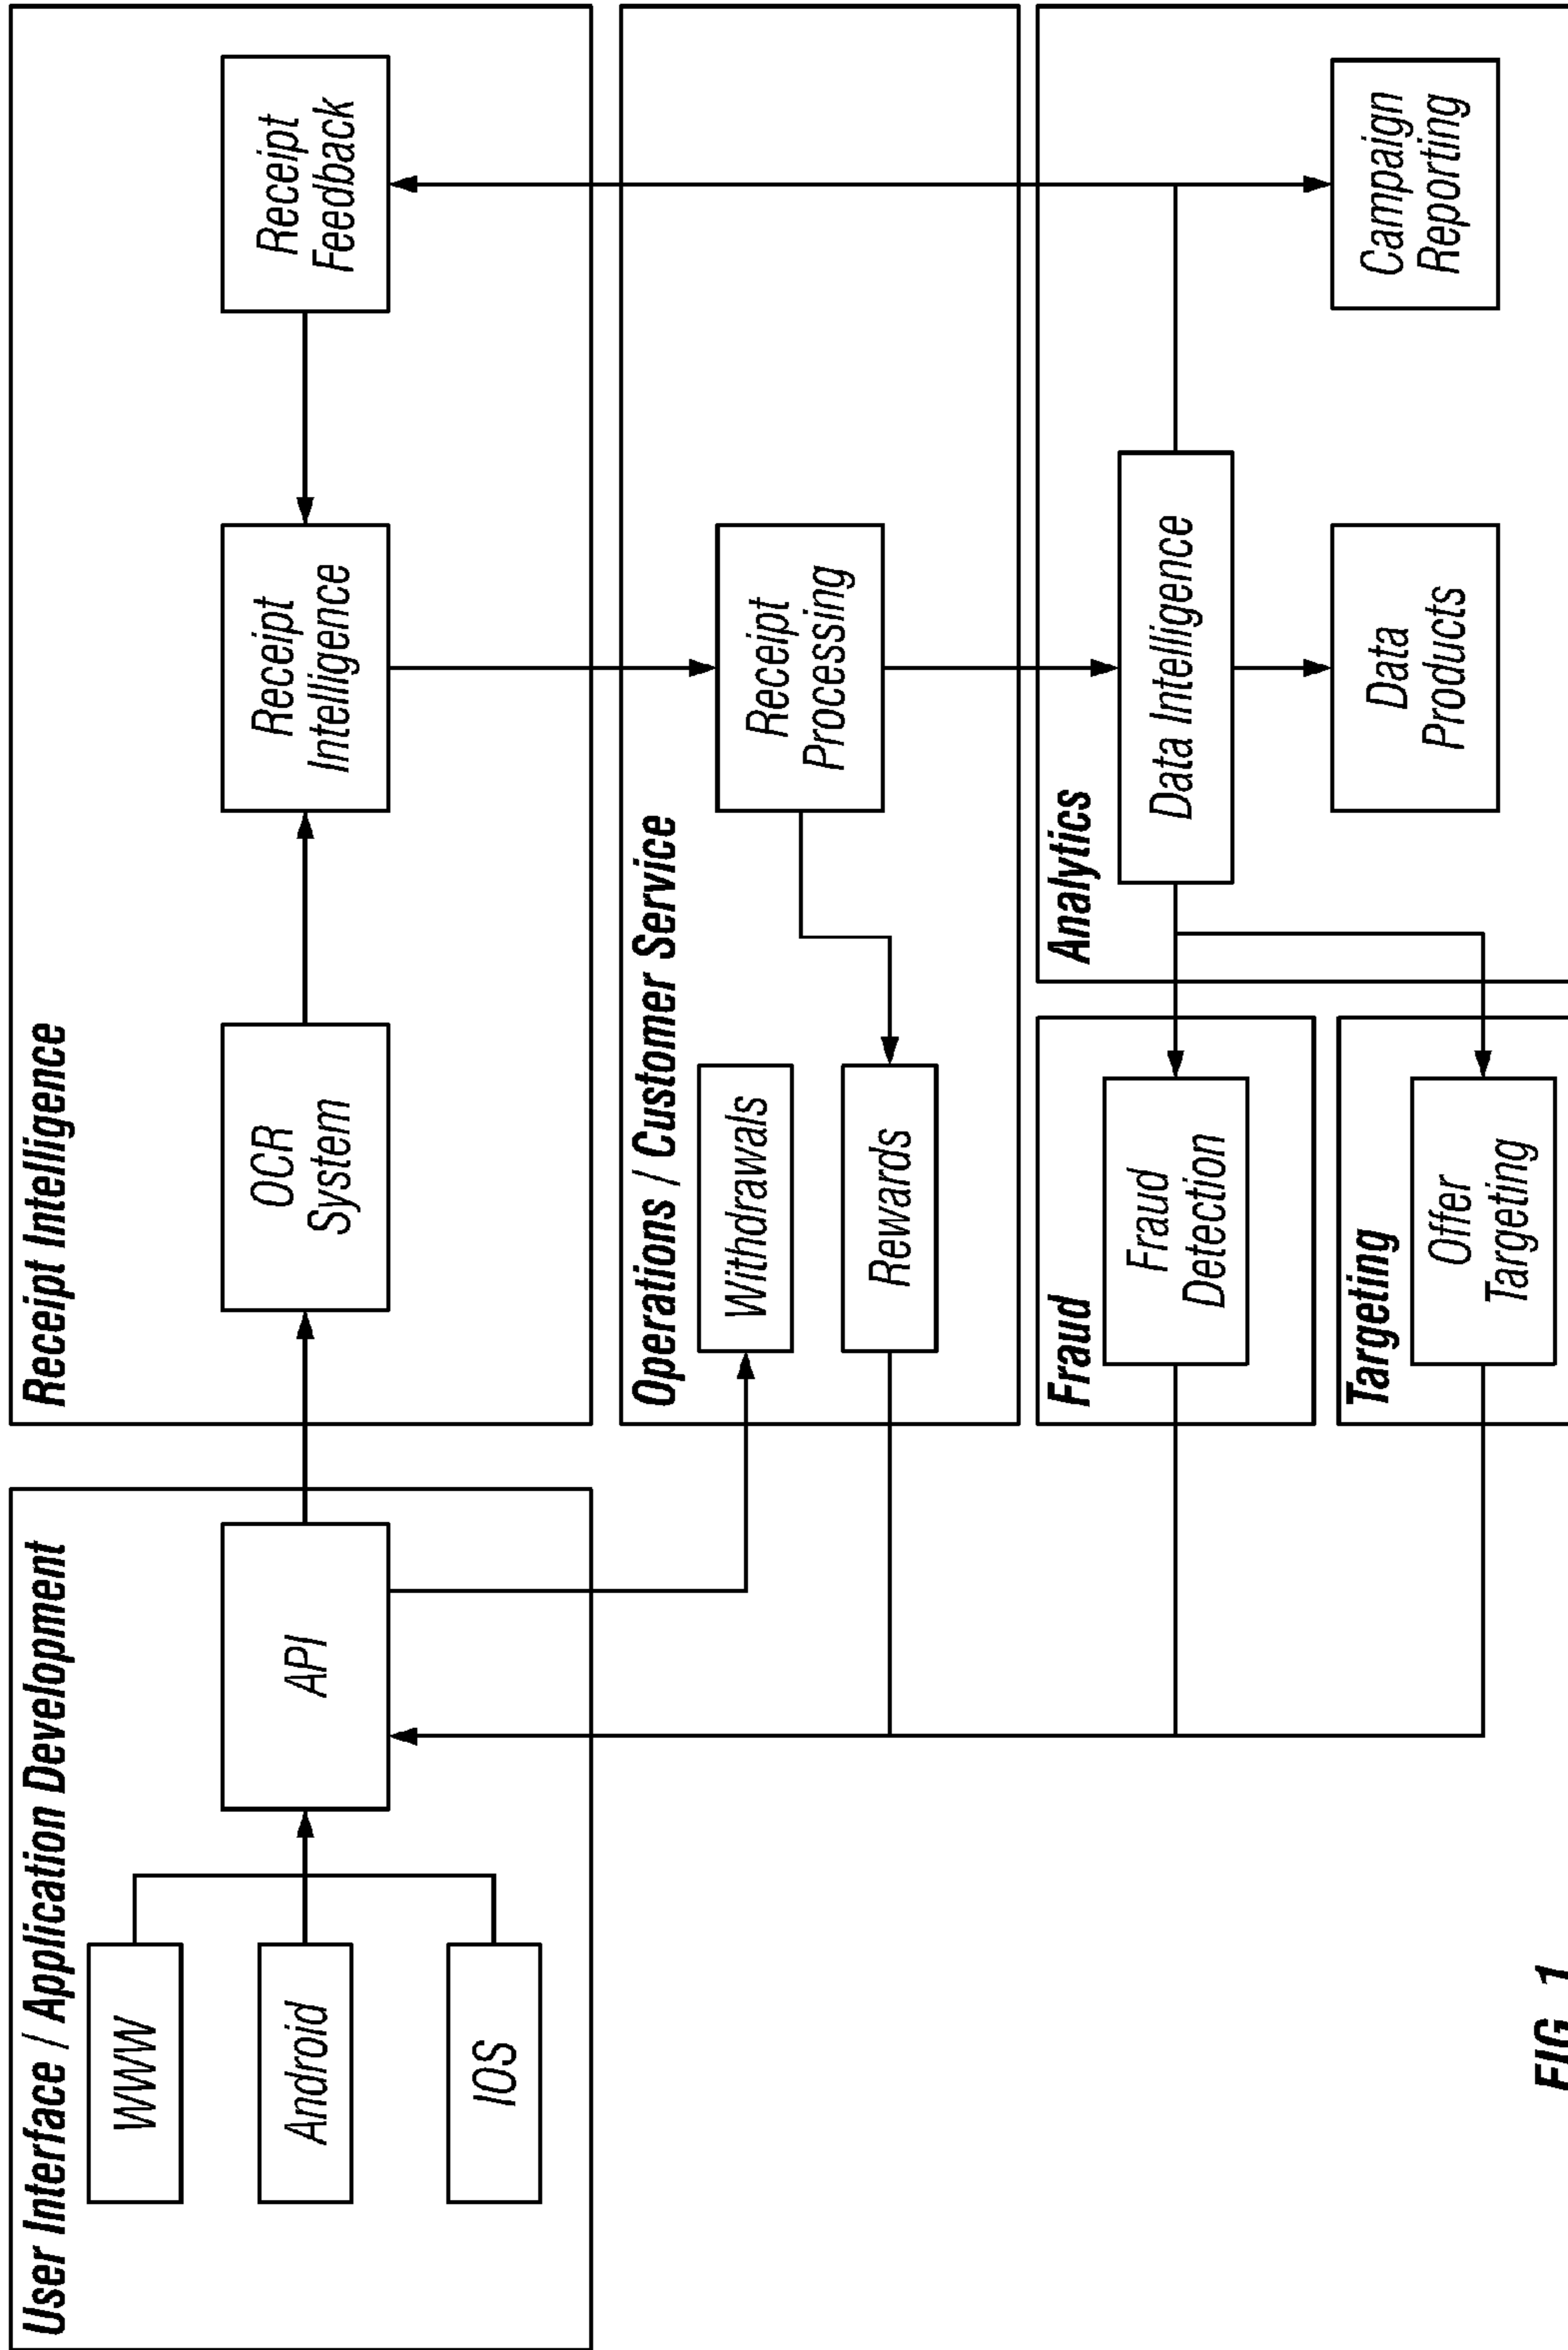 User Interface / Application Development
WWW
Android
IOS
API
Receipt Intelligence
OCR
System
Receipt
Intelligence
Receipt
Feedback
Operations / Customer Service
Withdrawals
Rewards
Receipt
Processing
Fraud
Fraud
Detection
Targeting
Offer
Targeting
Analytics
Data Intelligence
Data
Products
Campaign
Reporting
FIG. 1